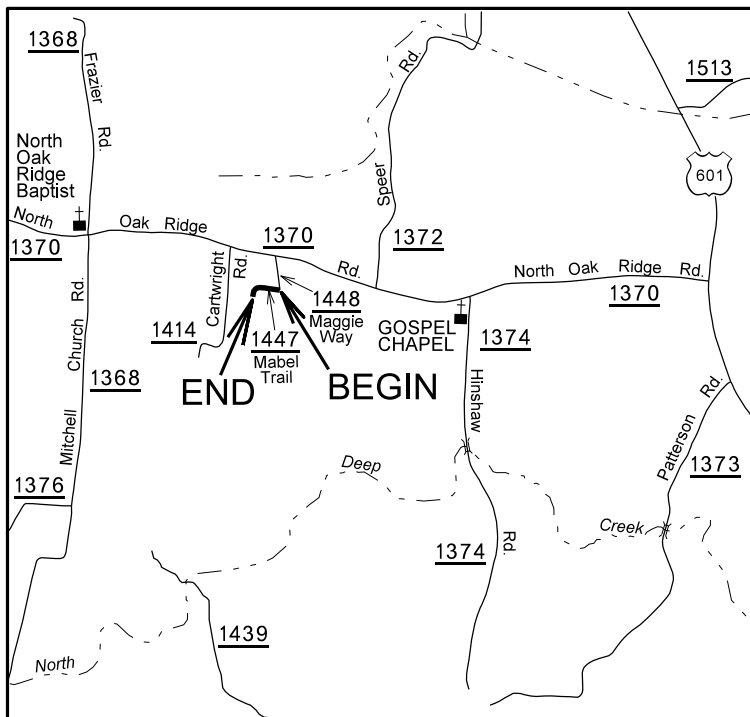 1368
Frazier Rd.
Speer Rd.
1513
601
North
Oak
Ridge
Baptist
North Oak Ridge Rd.
1370
1370
1372
North Oak Ridge Rd.
1370
Cartwright Rd.
1414
1448
Maggie
Way
1447
Mabel
Trail
END
BEGIN
GOSPEL
CHAPEL
1374
Hinshaw Rd.
Mitchell Church Rd.
1368
1376
Patterson Rd.
1373
North Deep Creek
1374
1439